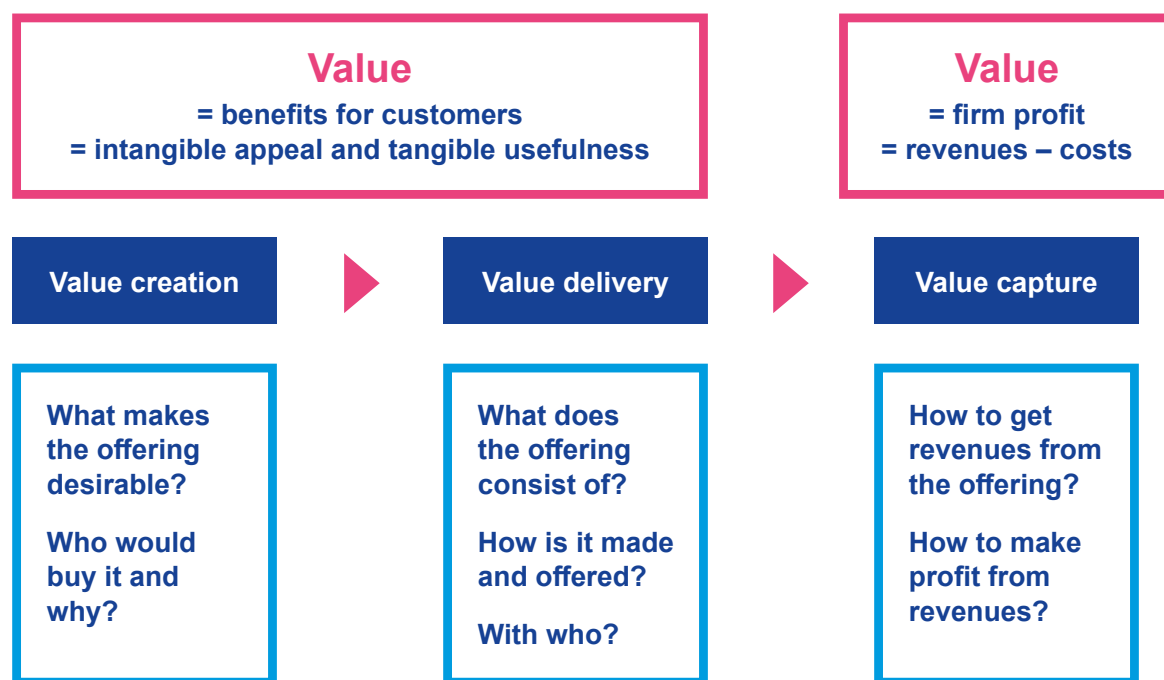 Value
= benefits for customers
= intangible appeal and tangible usefulness
Value
= firm profit
= revenues – costs
Value creation
Value delivery
Value capture
What makes
the offering
desirable?
Who would
buy it and
why?
What does
the offering
consist of?
How is it made
and offered?
With who?
How to get
revenues from
the offering?
How to make
profit from
revenues?